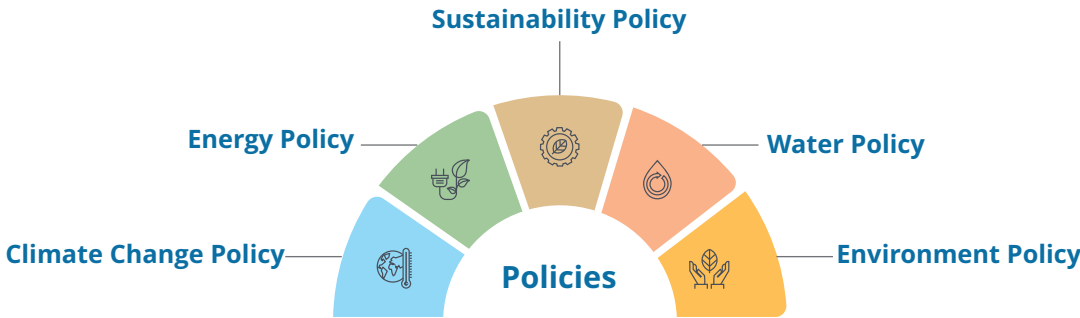 Sustainability Policy
Energy Policy
Water Policy
Climate Change Policy
Environment Policy
Policies